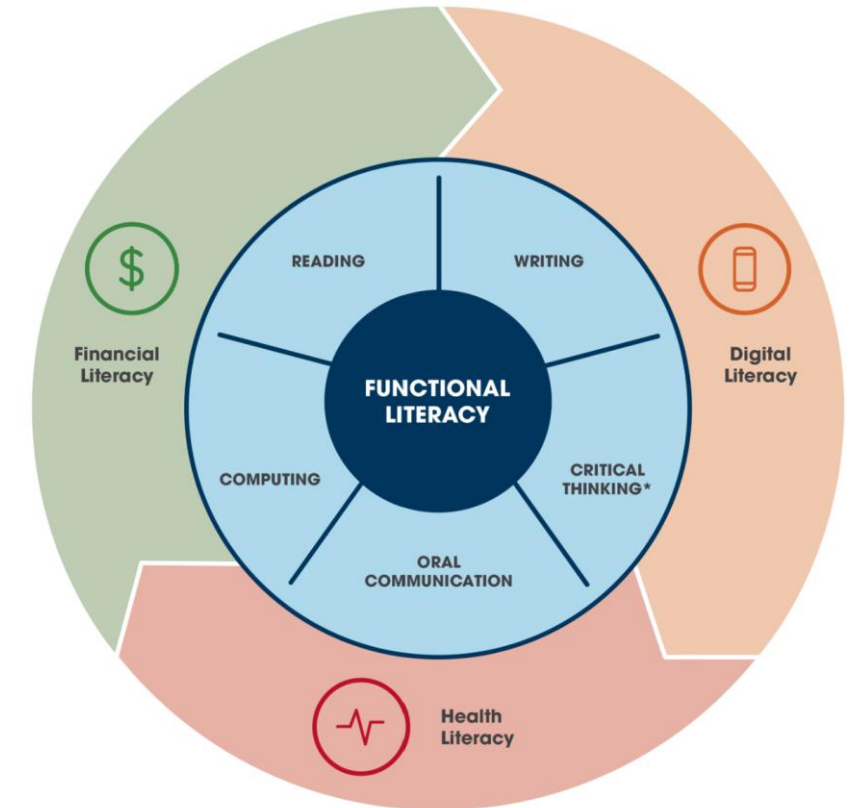 READING
WRITING
$
Financial
Literacy
Digital
Literacy
FUNCTIONAL
LITERACY
COMPUTING
CRITICAL
THINKING*
ORAL
COMMUNICATION
Health
Literacy